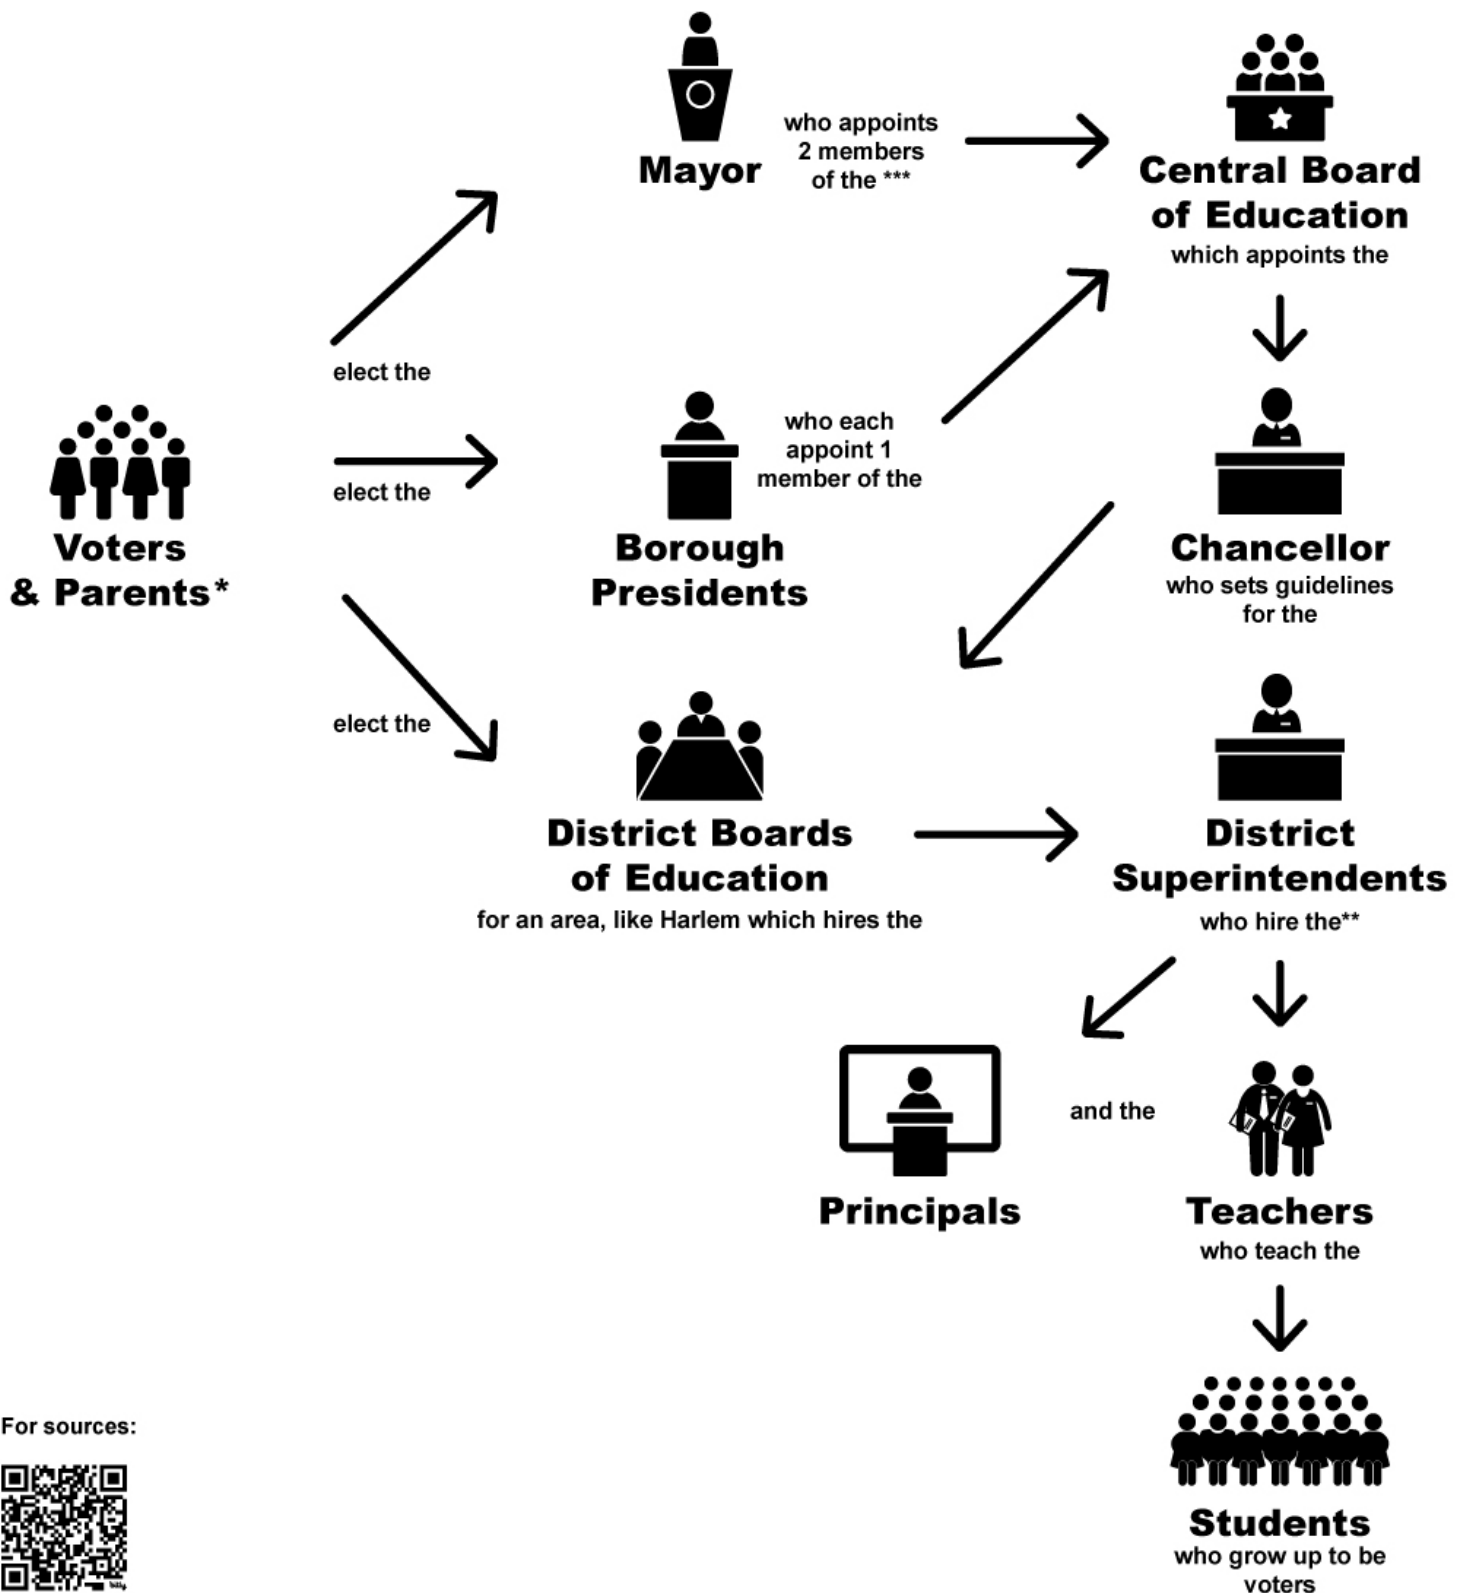 Mayor
who appoints
2 members
of the ***
Central Board
of Education
which appoints the
elect the
Voters
& Parents*
elect the
Borough
Presidents
who each
appoint 1
member of the
Chancellor
who sets guidelines
for the
elect the
District Boards
of Education
for an area, like Harlem which hires the
District
Superintendents
who hire the**
Principals
and the
Teachers
who teach the
Students
who grow up to be
voters
For sources:
bitly